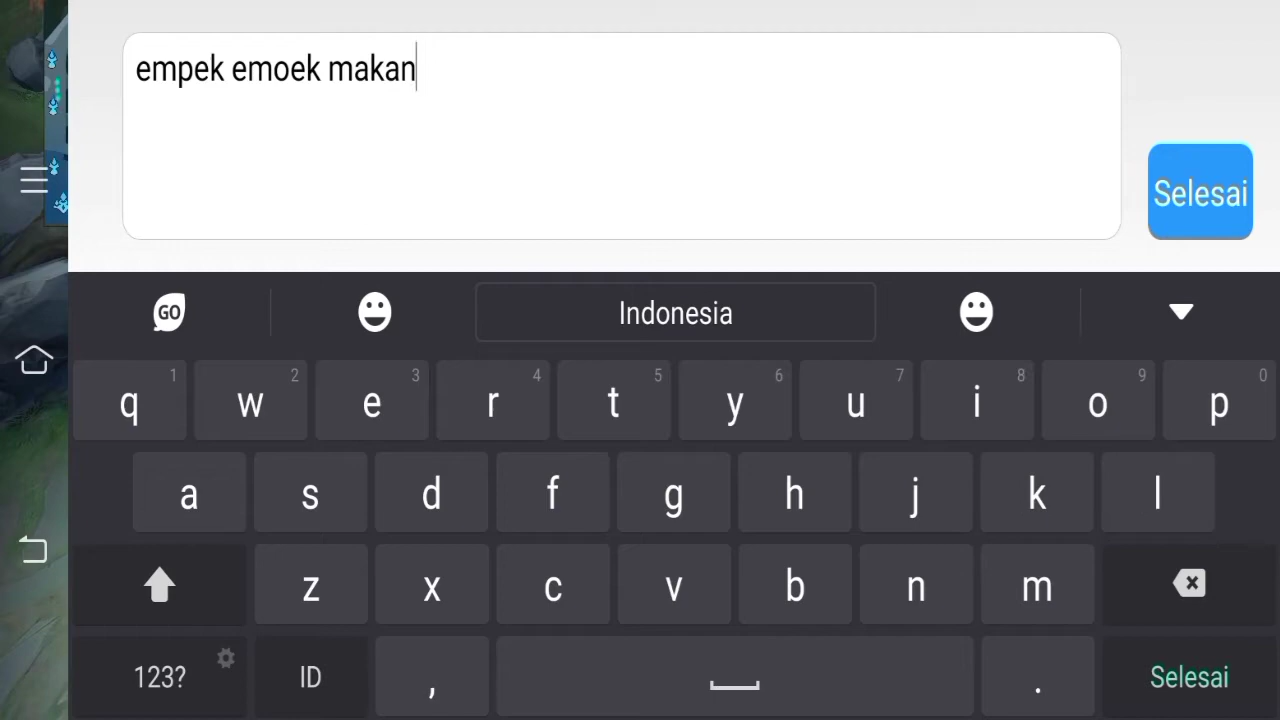 empek emoek makan
Selesai
GO Indonesia
q 1 w 2 e 3 r 4 t 5 y 6 u 7 i 8 o 9 p 0
a s d f g h j k l
z x c v b n m
123? ID , . Selesai